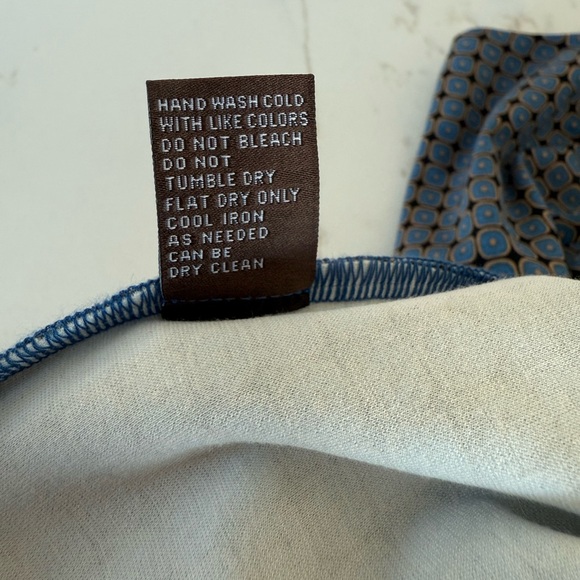 HAND WASH COLD
WITH LIKE COLORS
DO NOT BLEACH
DO NOT
TUMBLE DRY
FLAT DRY ONLY
COOL IRON
AS NEEDED
CAN BE
DRY CLEAN